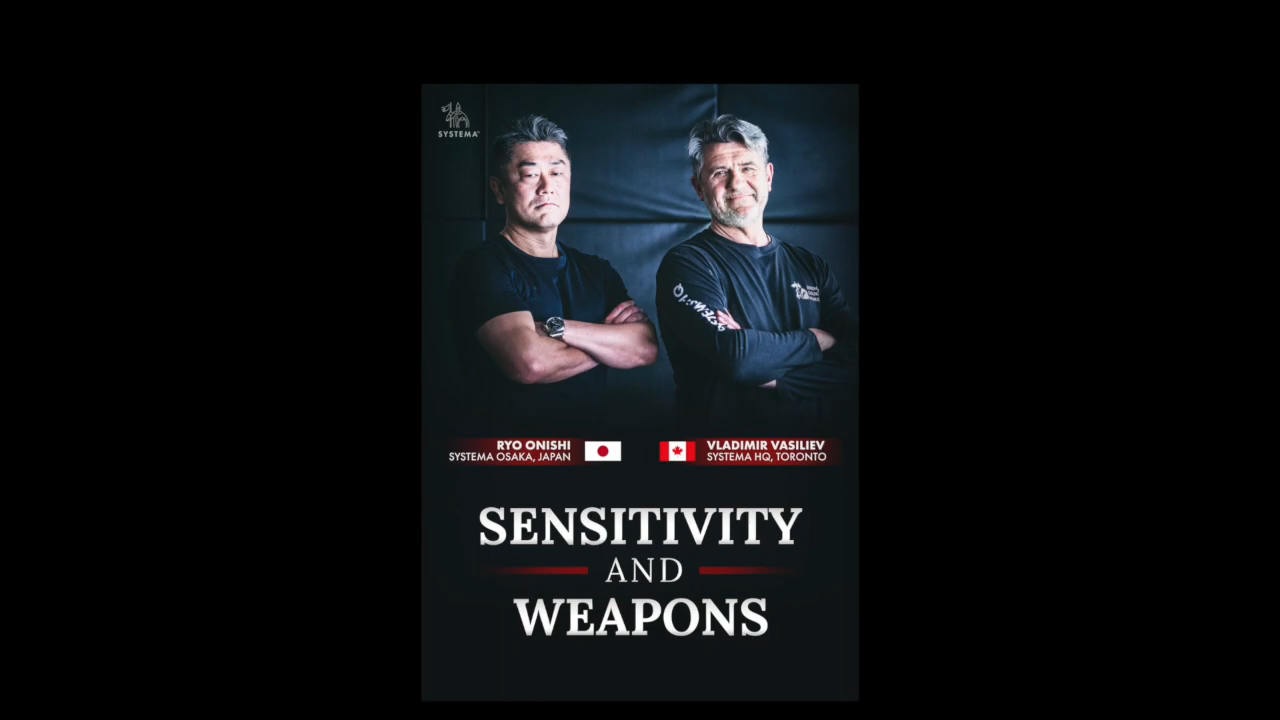 SYSTEMA
RYO ONISHI
SYSTEMA OSAKA, JAPAN
VLADIMIR VASILIEV
SYSTEMA HQ, TORONTO
SENSITIVITY
AND
WEAPONS